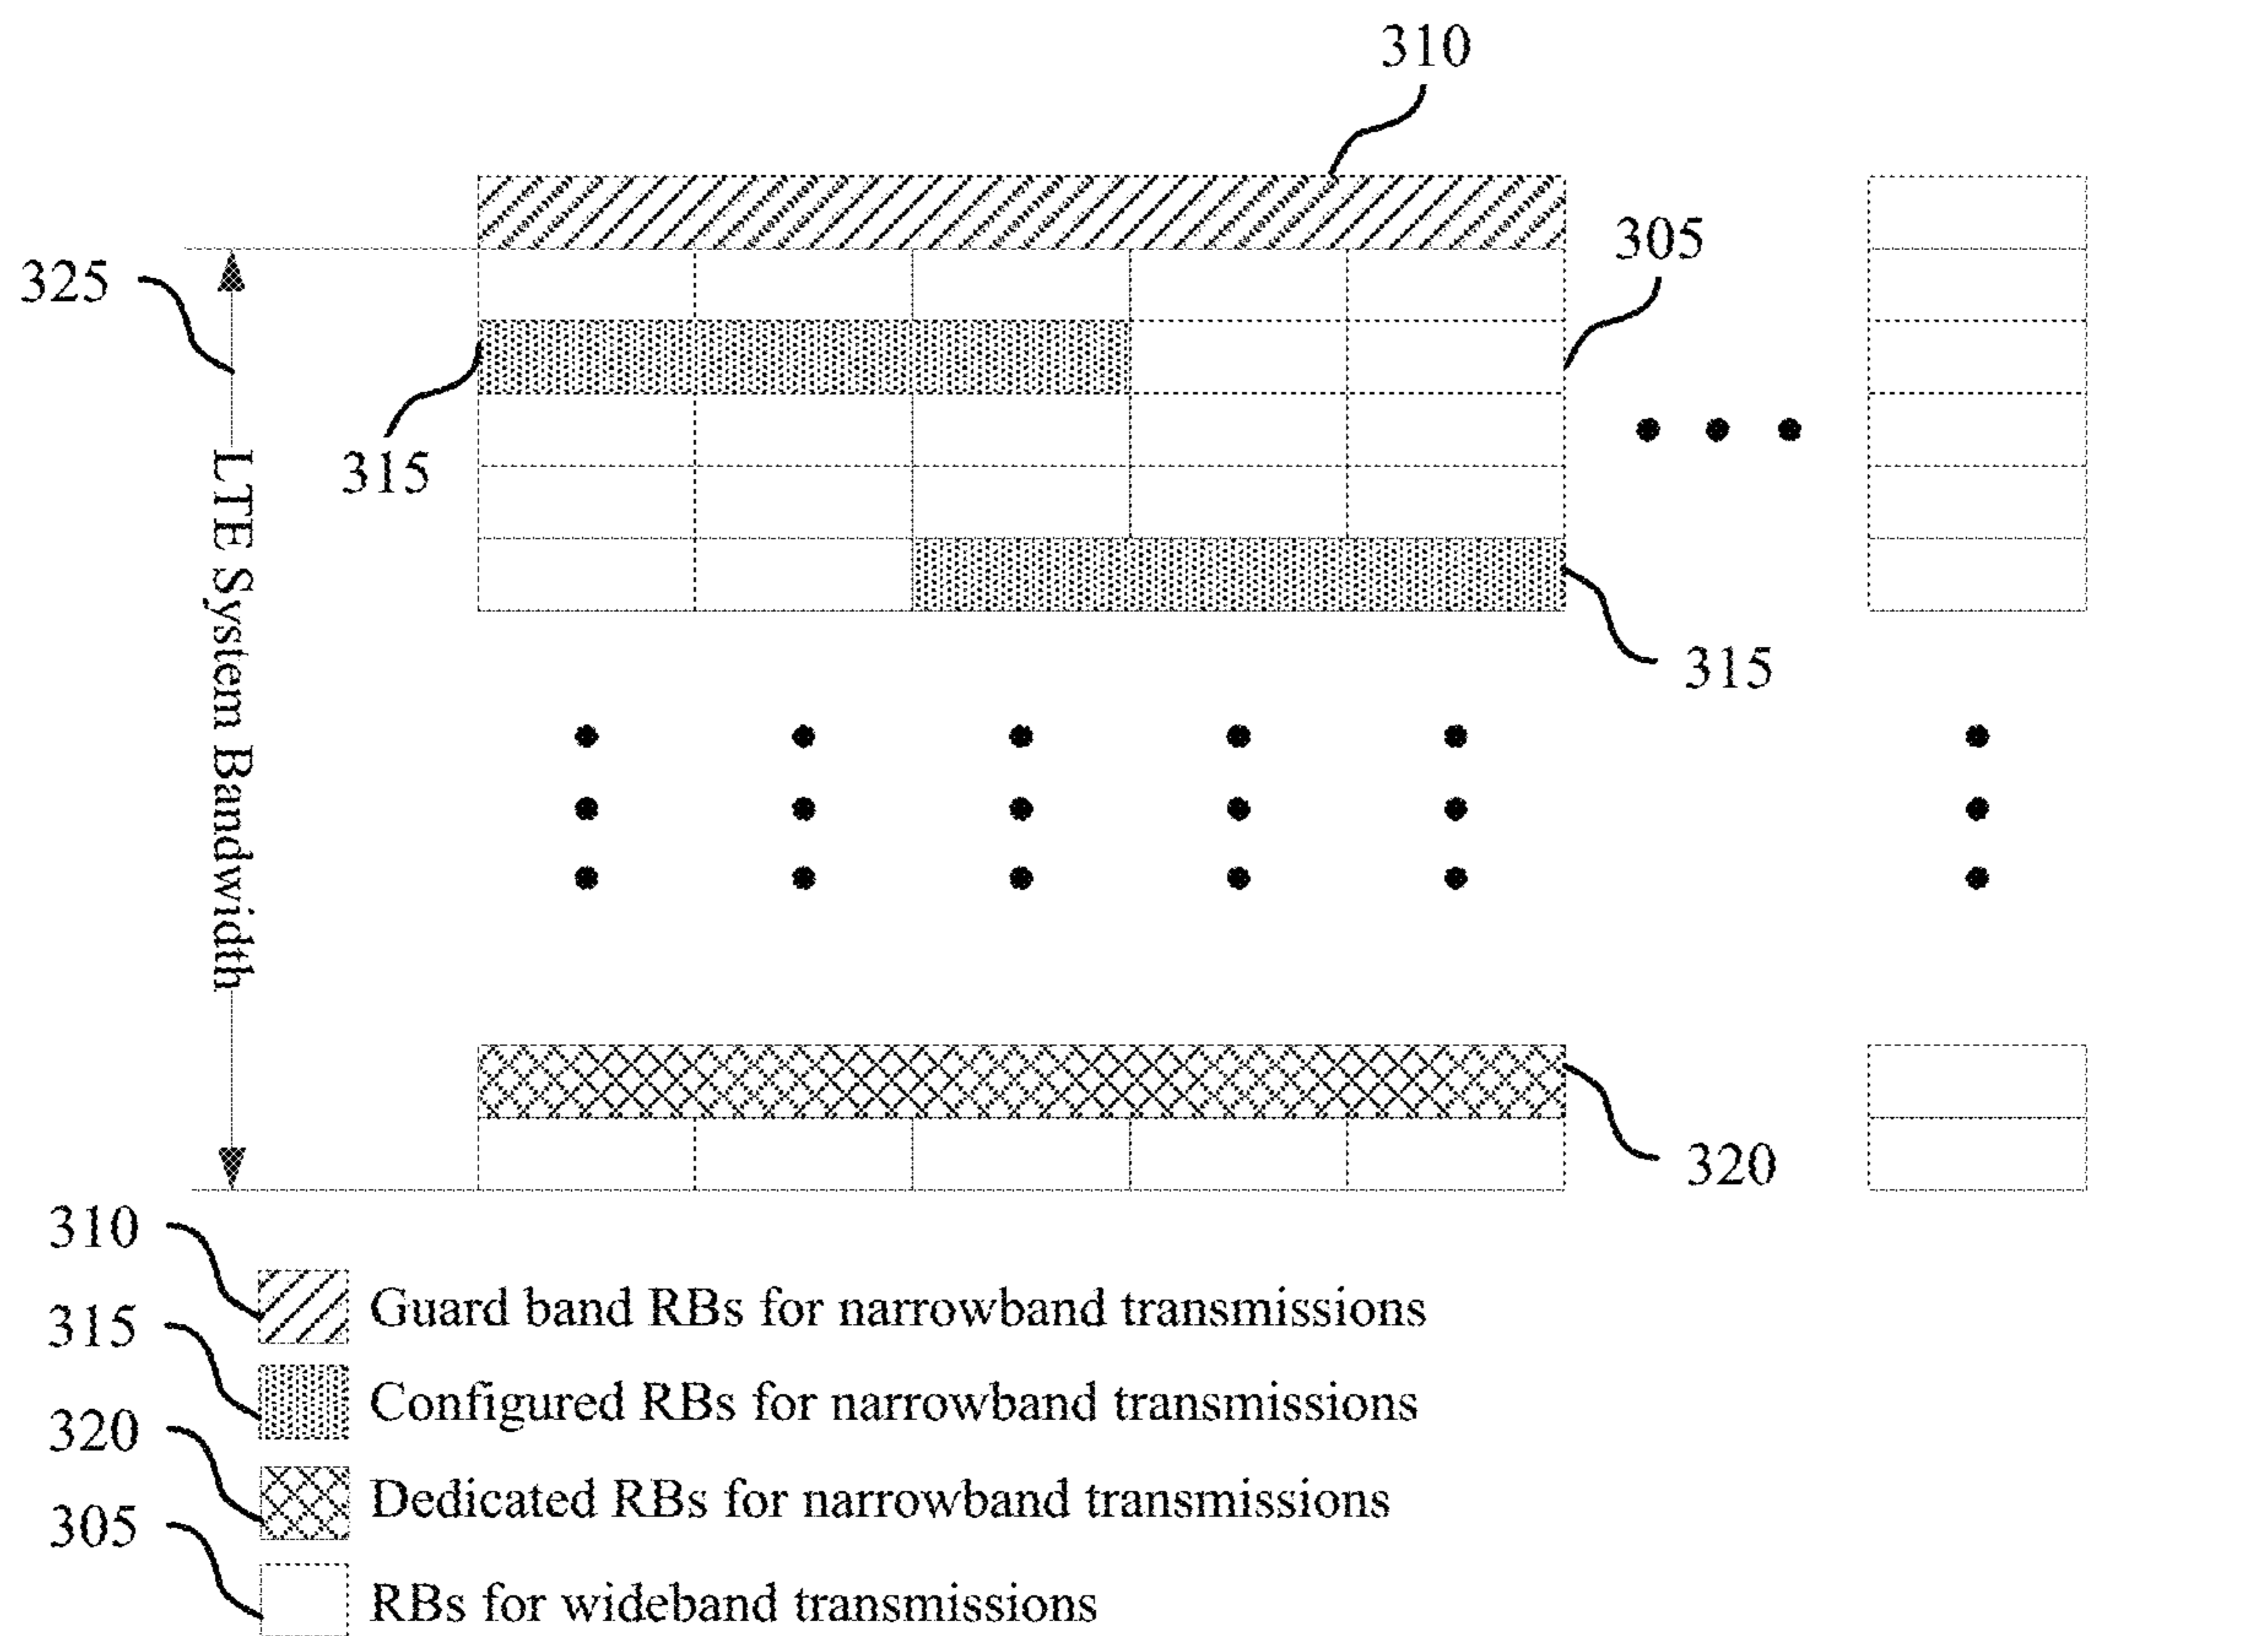 310
305
325
315
315
LTE System Bandwidth
320
310
Guard band RBs for narrowband transmissions
315
Configured RBs for narrowband transmissions
320
Dedicated RBs for narrowband transmissions
305
RBs for wideband transmissions